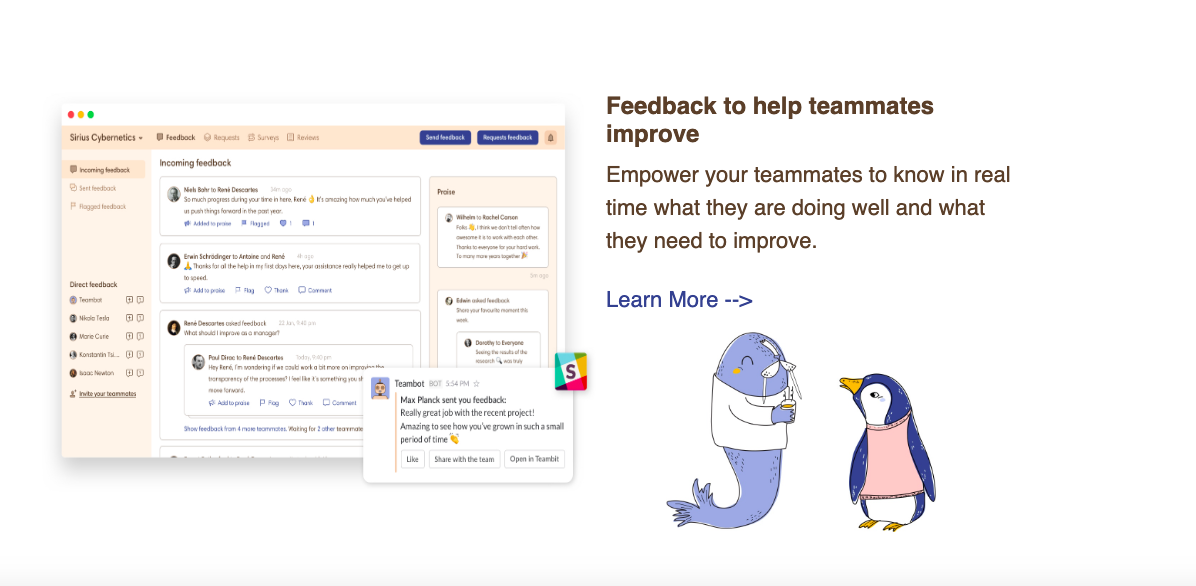 Sirius Cybernetics
Feedback
Requests
Surveys
Reviews
Send feedback
Requests feedback
Incoming feedback
Sent feedback
Flagged feedback
Direct feedback
Teambot
Nikola Tesla
Marie Curie
Konstantin Tsi...
Isaac Newton
Invite your teammates
Incoming feedback
Niels Bohr to René Descartes 34m ago
So much progress during your time in here, René 👌 It's amazing how much you've helped
us push things forward in the past year.
Added to praise Flagged 1 1
Erwin Schrödinger to Antoine and René 4h ago
🙏 Thanks for all the help in my first days here, your assistance really helped me to get up
to speed.
Add to praise Flag Thank Comment
René Descartes asked feedback 22 Jan, 9:40 am
What should I improve as a manager?
Paul Dirac to René Descartes Today, 9:40 pm
Hey René, I'm wondering if we could work a bit more on improving the
transparency of the processes? I feel like it's something you sh
move forward.
Add to praise Flag Thank Comment
Show feedback from 4 more teammates. Waiting for 2 other teammate
Praise
Wilhelm to Rachel Carson
Folks 👋, I think we don't tell often how
awesome it is to work with each other.
Thanks to everyone for your hard work.
To many more years together 🎉
3m ago
Edwin asked feedback
Share your favourite moment this
week.
Dorothy to Everyone
Seeing the results of the
research 🔍 was truly
Teambot BOT 5:54 PM ☆
Max Planck sent you feedback:
Really great job with the recent project!
Amazing to see how you've grown in such a small
period of time 👏
Like
Share with the team
Open in Teambit
S
Feedback to help teammates
improve
Empower your teammates to know in real
time what they are doing well and what
they need to improve.
Learn More -->